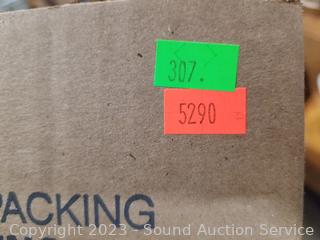 307.
5290
PACKING
Copyright 2023 - Sound Auction Service